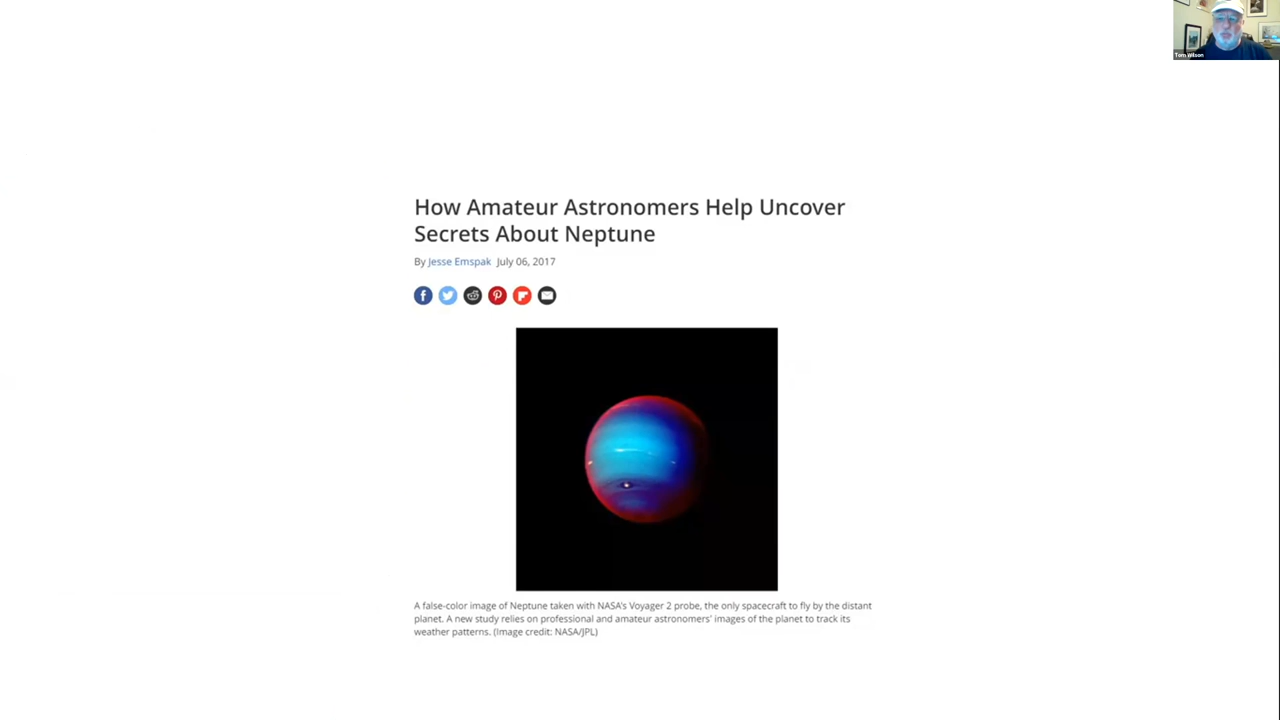 Tom Wilson
How Amateur Astronomers Help Uncover
Secrets About Neptune
By Jesse Emspak July 06, 2017
A false-color image of Neptune taken with NASA's Voyager 2 probe, the only spacecraft to fly by the distant
planet. A new study relies on professional and amateur astronomers' images of the planet to track its
weather patterns. (Image credit: NASA/JPL)